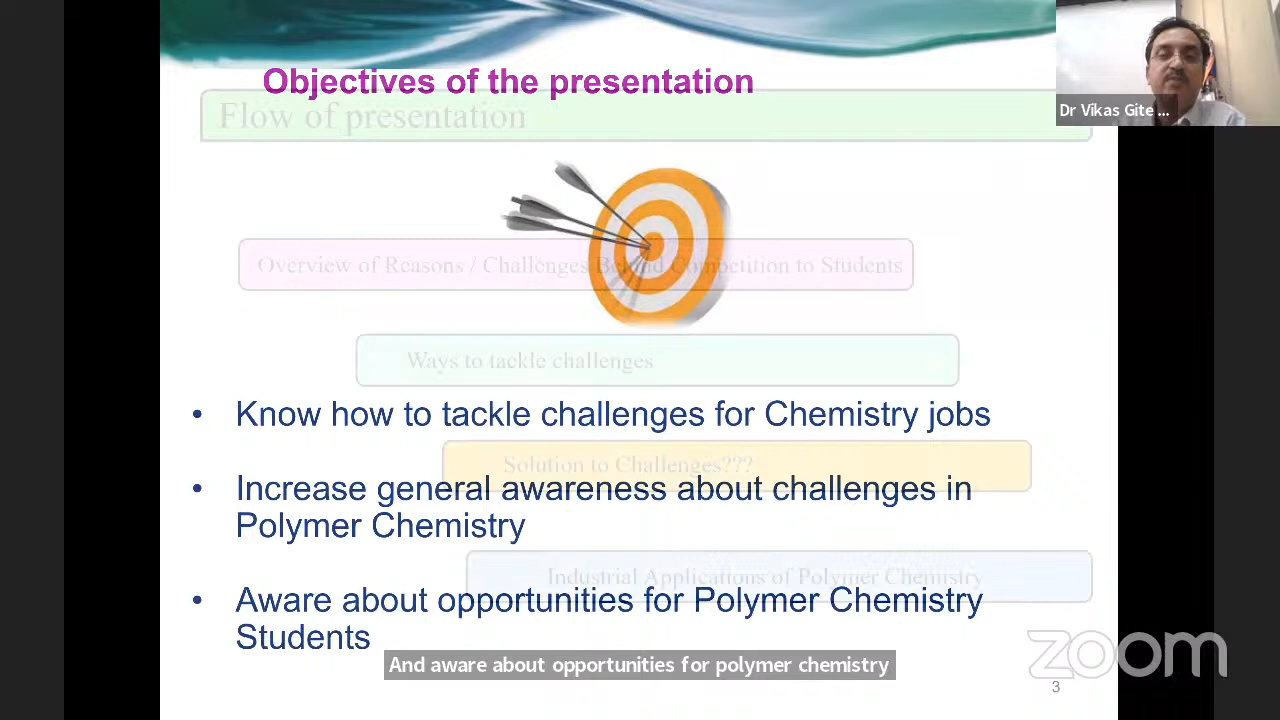 Objectives of the presentation
Flow of presentation
Dr Vikas Gite ...
Overview of Reasons / Challenges Behind Competition to Students
Ways to tackle challenges
• Know how to tackle challenges for Chemistry jobs
Solution to Challenges???
• Increase general awareness about challenges in
Polymer Chemistry
Industrial Applications of Polymer Chemistry
• Aware about opportunities for Polymer Chemistry
Students
And aware about opportunities for polymer chemistry
zoom
3